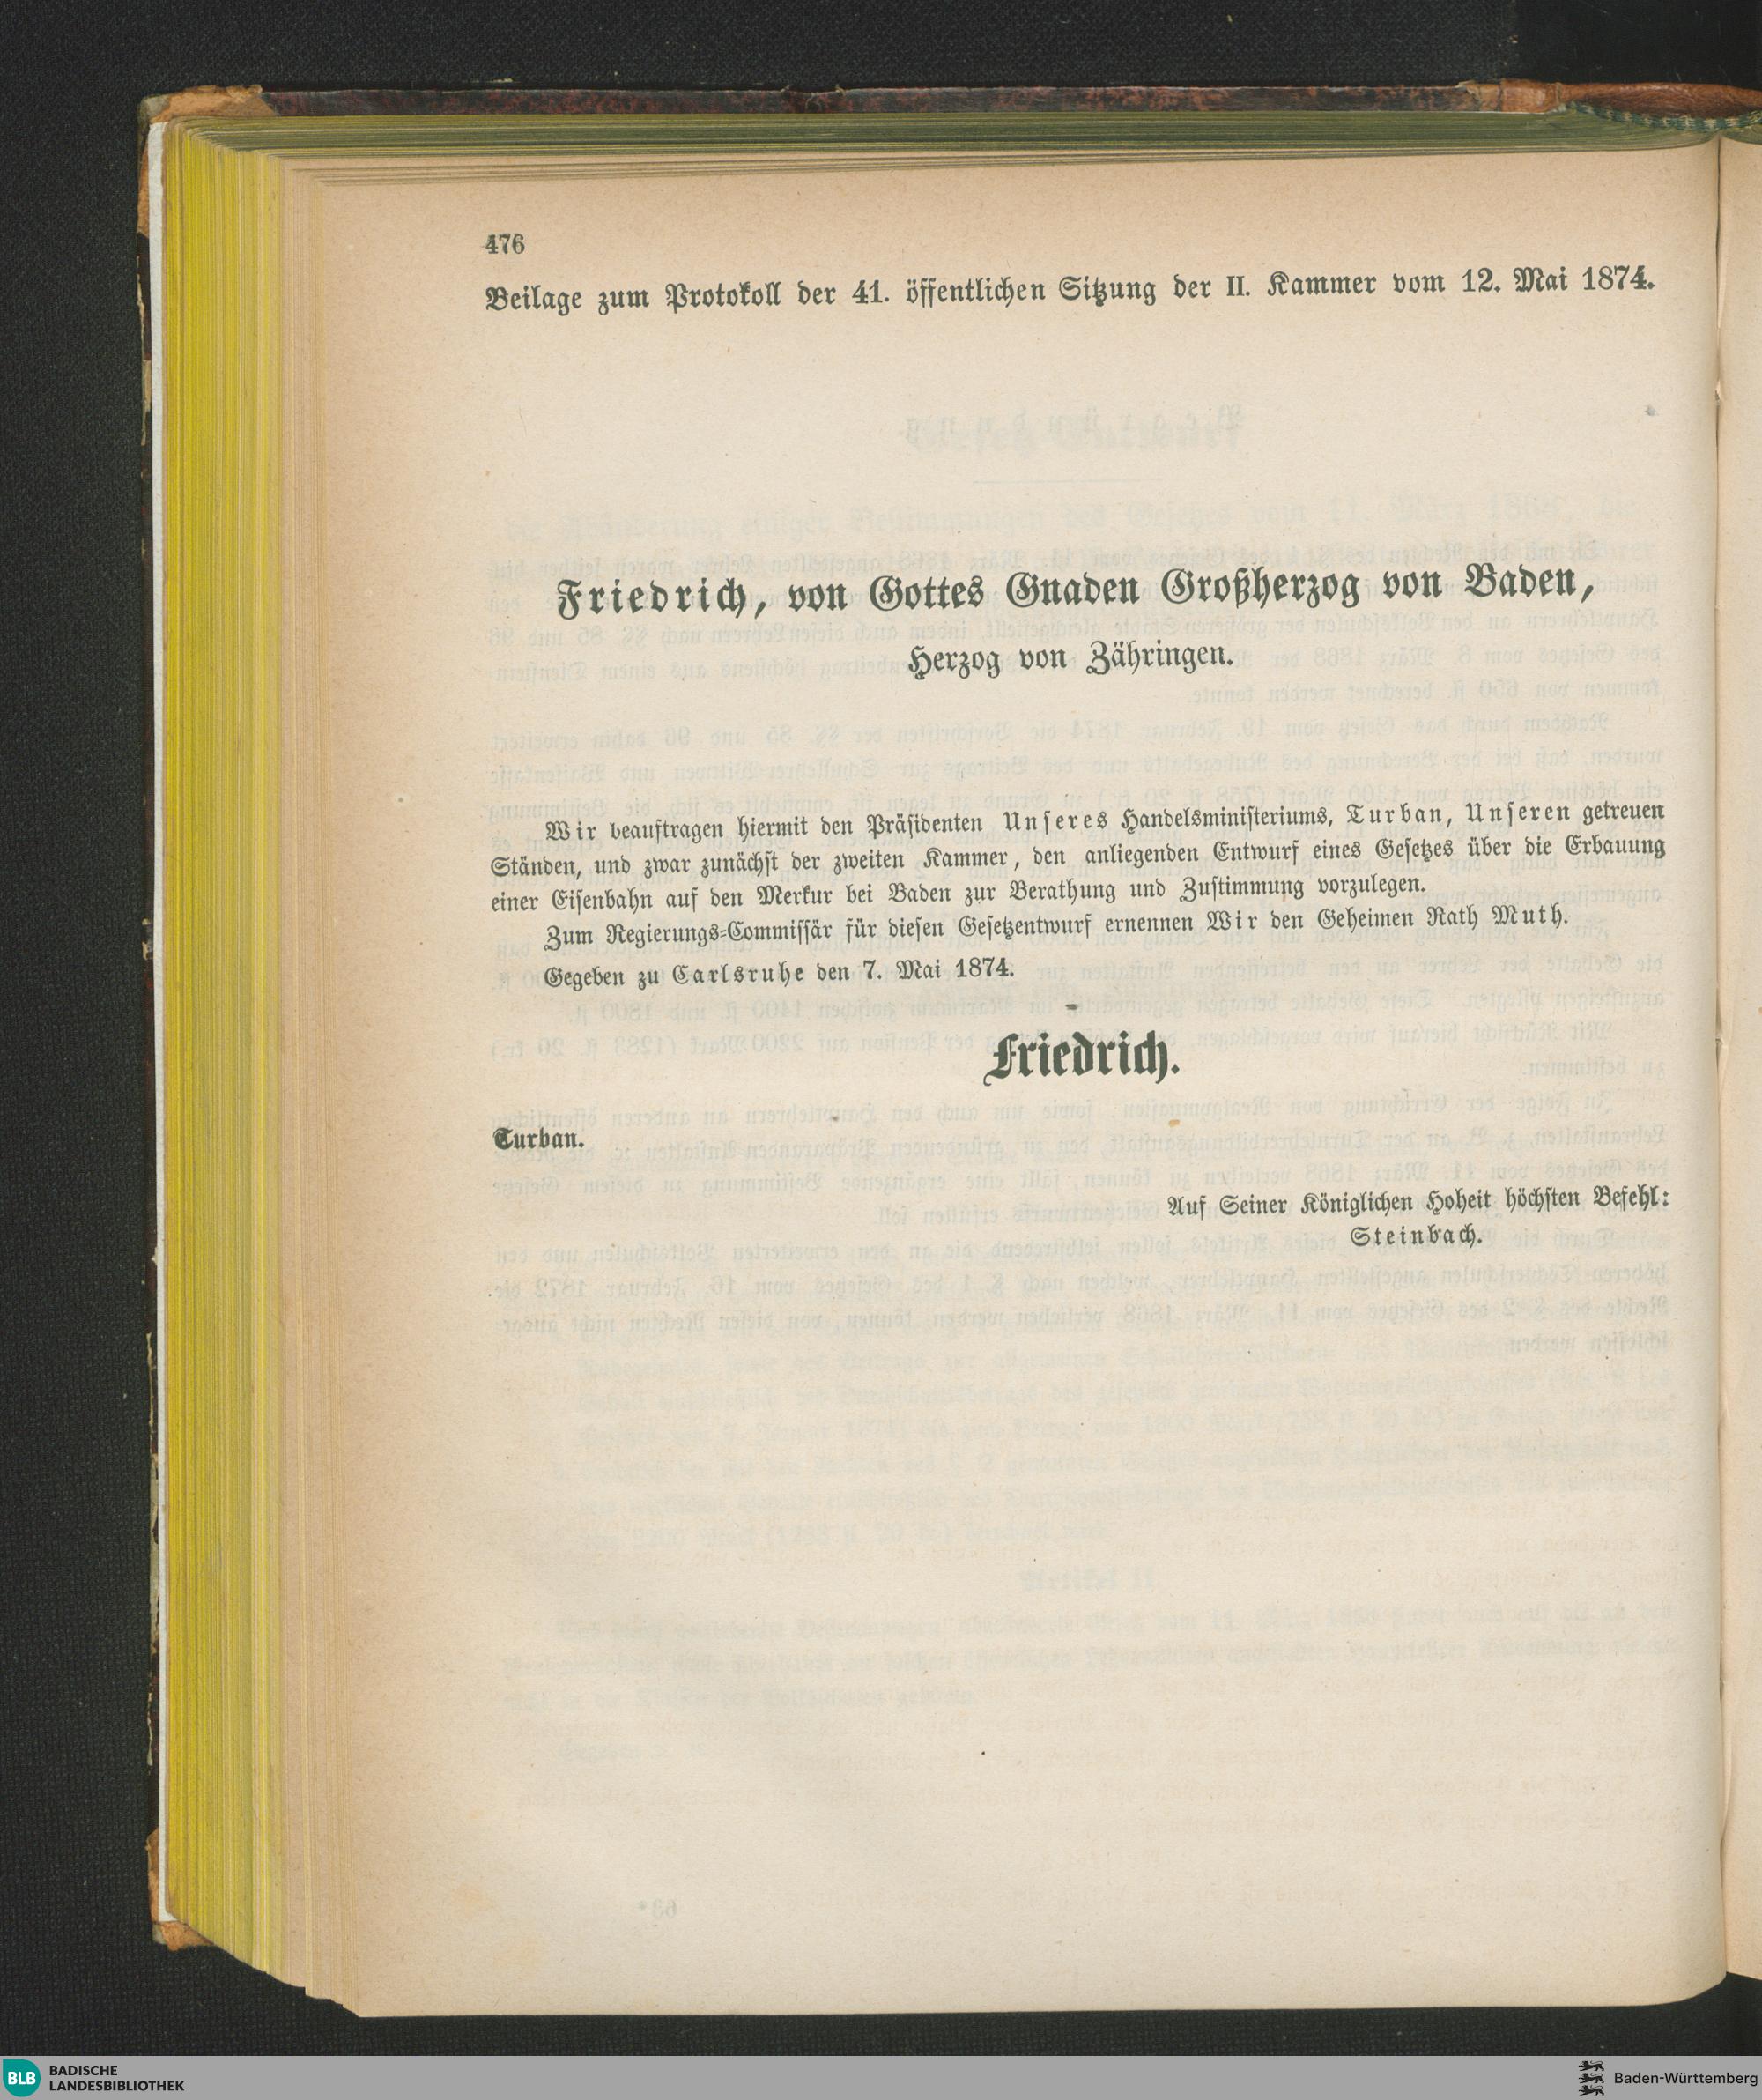 476
Beilage zum Protokoll der 41. öffentlichen Sitzung der II. Kammer vom 12. Mai 1874.
Friedrich, von Gottes Gnaden Großherzog von Baden,
Herzog von Zähringen.
Wir beauftragen hiermit den Präsidenten Unseres Handelsministeriums, Turban, Unseren getreuen
Ständen, und zwar zunächst der zweiten Kammer, den anliegenden Entwurf eines Gesetzes über die Erbauung
einer Eisenbahn auf den Merkur bei Baden zur Berathung und Zustimmung vorzulegen.
Zum Regierungs-Commissär für diesen Gesetzentwurf ernennen Wir den Geheimen Rath Muth.
Gegeben zu Carlsruhe den 7. Mai 1874.
Friedrich.
Turban.
Auf Seiner Königlichen Hoheit höchsten Befehl:
Steinbach.
BLB BADISCHE
LANDESBIBLIOTHEK
Baden-Württemberg